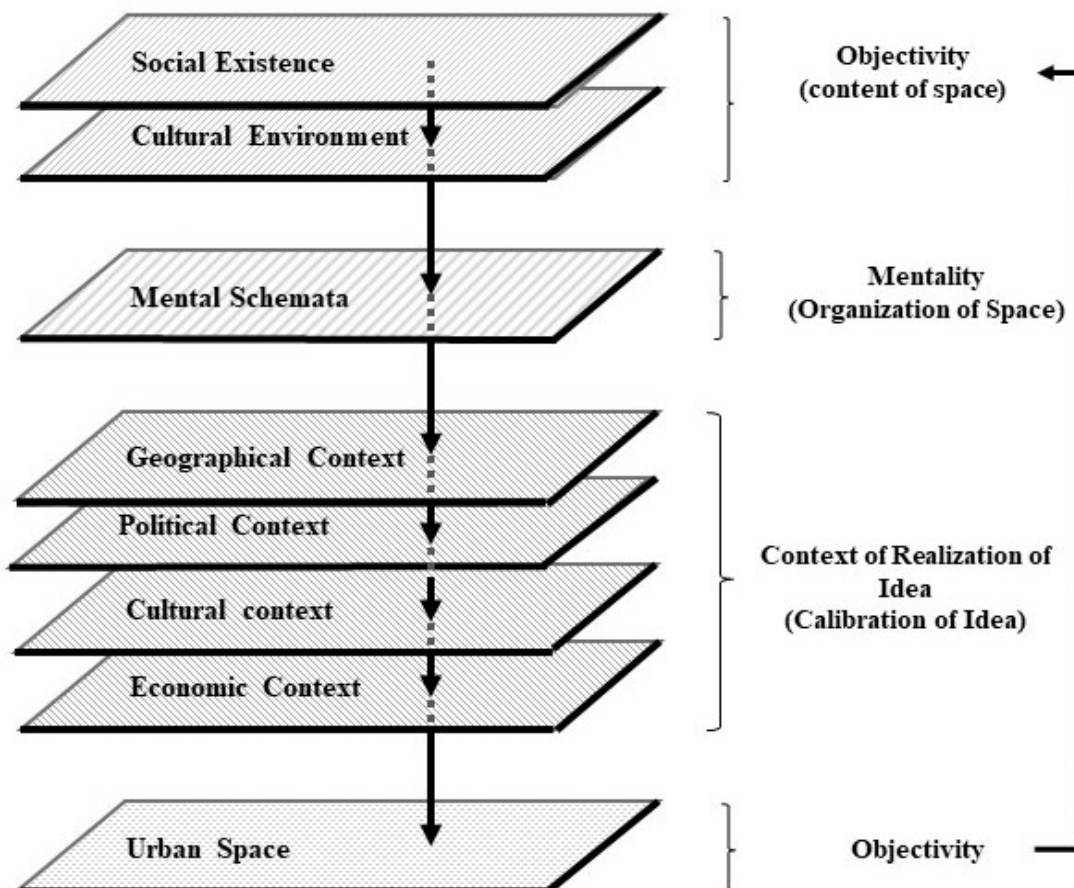 Social Existence
Objectivity
(content of space)
Cultural Environment
Mental Schemata
Mentality
(Organization of Space)
Geographical Context
Political Context
Cultural context
Economic Context
Context of Realization of
Idea
(Calibration of Idea)
Urban Space
Objectivity